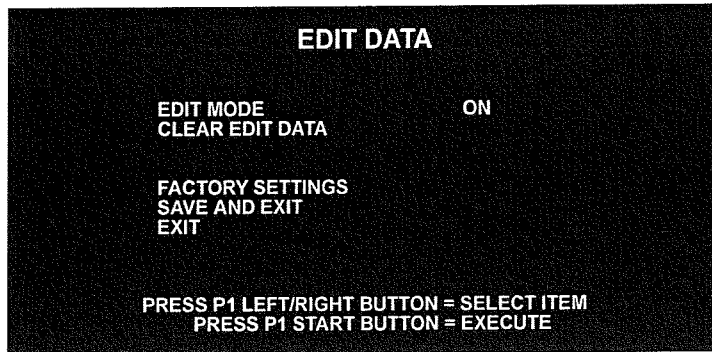 EDIT DATA
EDIT MODE ON
CLEAR EDIT DATA
FACTORY SETTINGS
SAVE AND EXIT
EXIT
PRESS P1 LEFT/RIGHT BUTTON = SELECT ITEM
PRESS P1 START BUTTON = EXECUTE